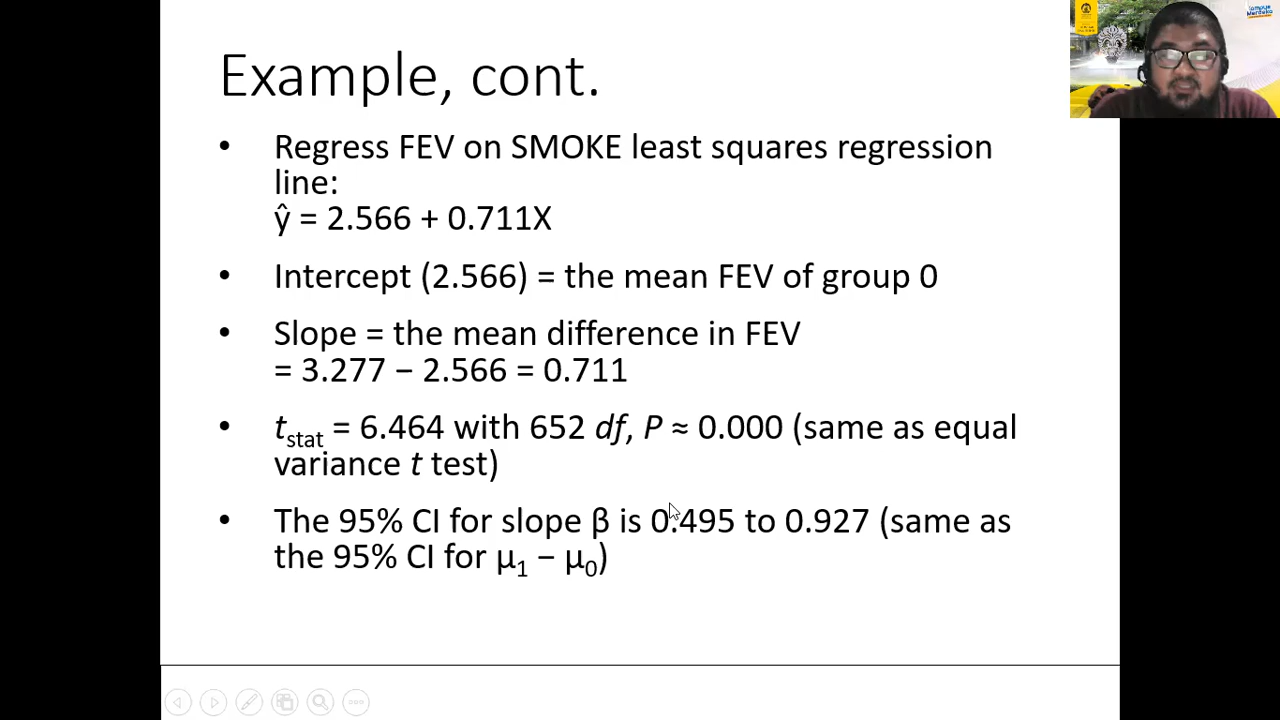 Example, cont.
• Regress FEV on SMOKE least squares regression
line:
ŷ = 2.566 + 0.711X
• Intercept (2.566) = the mean FEV of group 0
• Slope = the mean difference in FEV
= 3.277 − 2.566 = 0.711
• tstat = 6.464 with 652 df, P ≈ 0.000 (same as equal
variance t test)
• The 95% CI for slope β is 0.495 to 0.927 (same as
the 95% CI for μ1 − μ0)